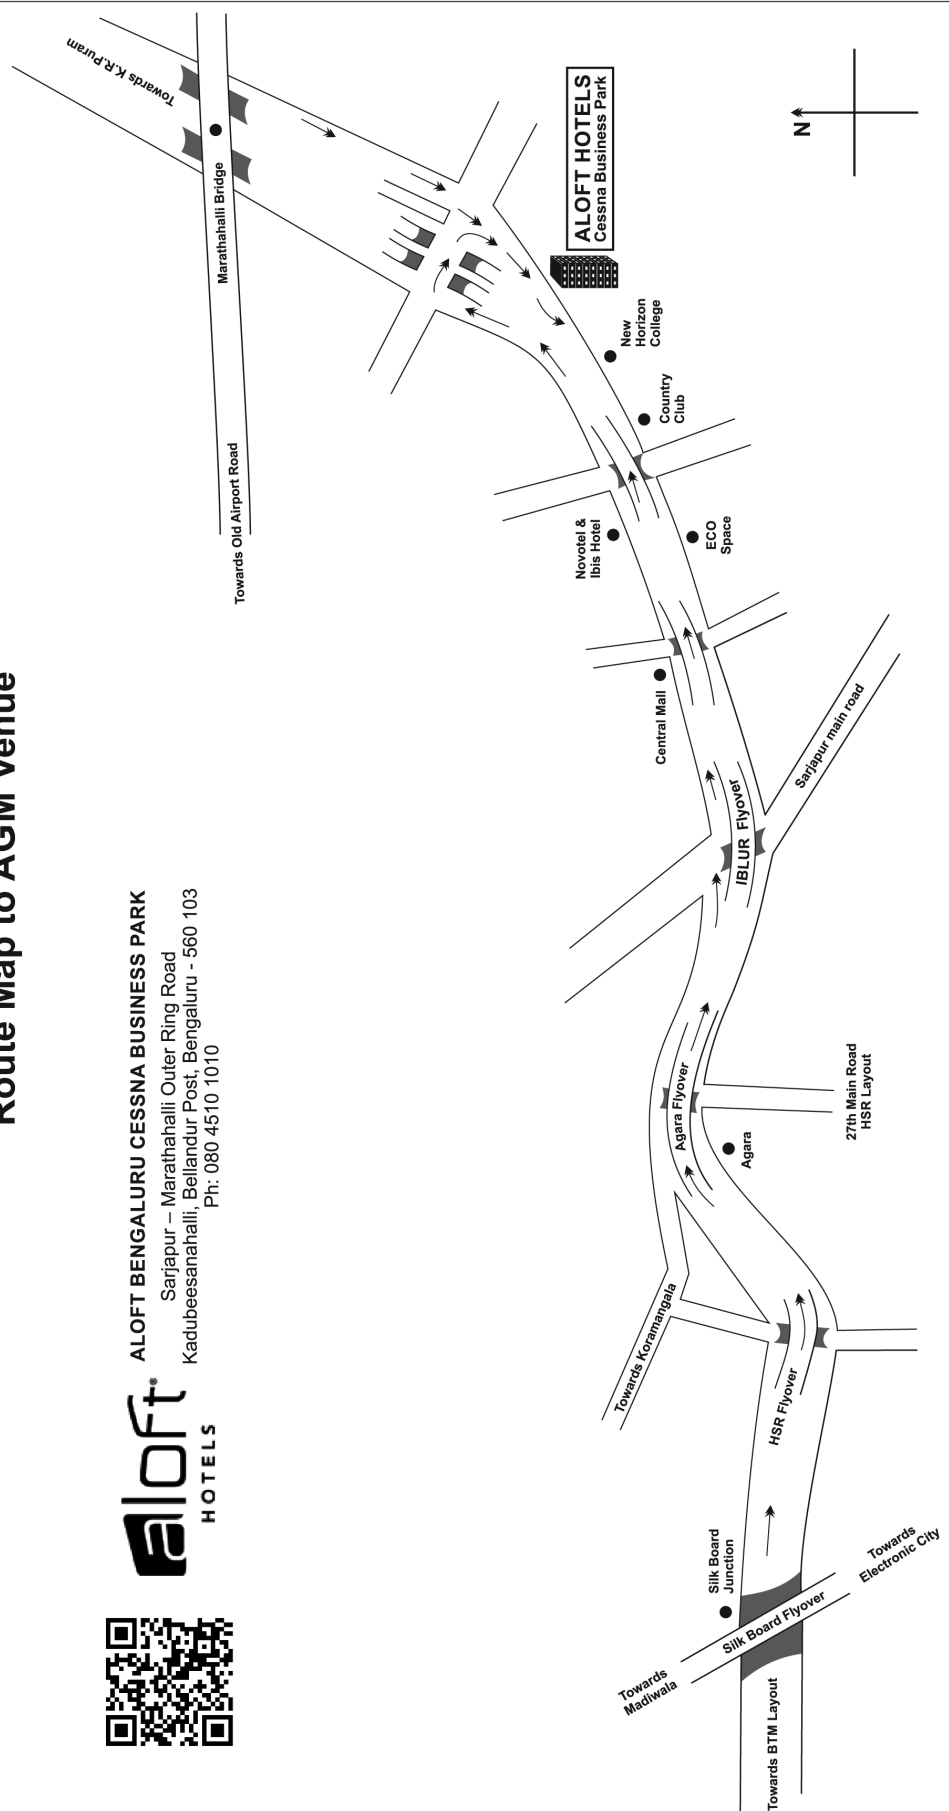 Route Map to AGM Venue
aloft
HOTELS
ALOFT BENGALURU CESSNA BUSINESS PARK
Sarjapur – Marathahalli Outer Ring Road
Kadubeesanahalli, Bellandur Post, Bengaluru - 560 103
Ph: 080 4510 1010
Towards K.R.Puram
Marathahalli Bridge
Towards Old Airport Road
ALOFT HOTELS
Cessna Business Park
N
New
Horizon
College
Country
Club
Novotel &
Ibis Hotel
ECO
Space
Central Mall
Sarjapur main road
IBLUR Flyover
Agara Flyover
Agara
27th Main Road
HSR Layout
Towards Koramangala
HSR Flyover
Silk Board
Junction
Silk Board Flyover
Towards
Electronic City
Towards
Madiwala
Towards BTM Layout